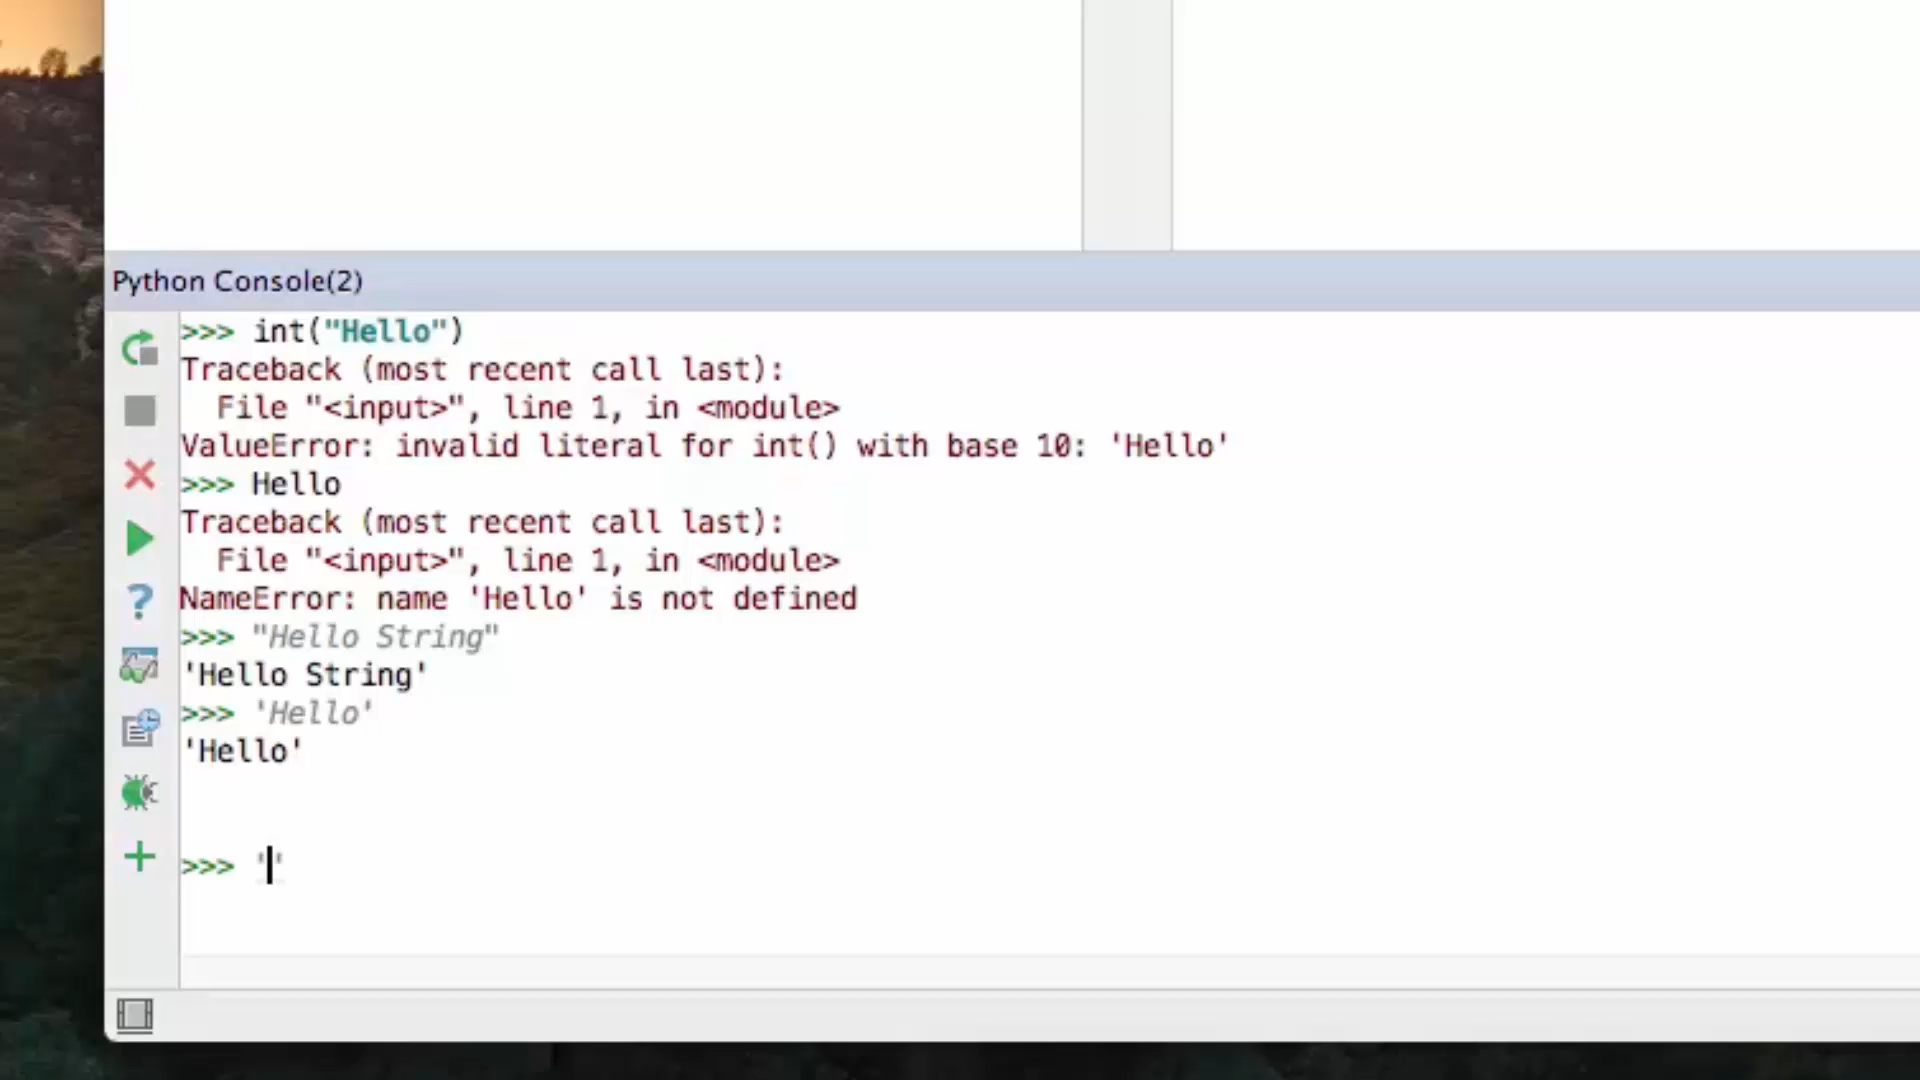 Python Console(2)
>>> int("Hello")
Traceback (most recent call last):
  File "<input>", line 1, in <module>
ValueError: invalid literal for int() with base 10: 'Hello'
>>> Hello
Traceback (most recent call last):
  File "<input>", line 1, in <module>
NameError: name 'Hello' is not defined
>>> "Hello String"
'Hello String'
>>> 'Hello'
'Hello'
>>> ''